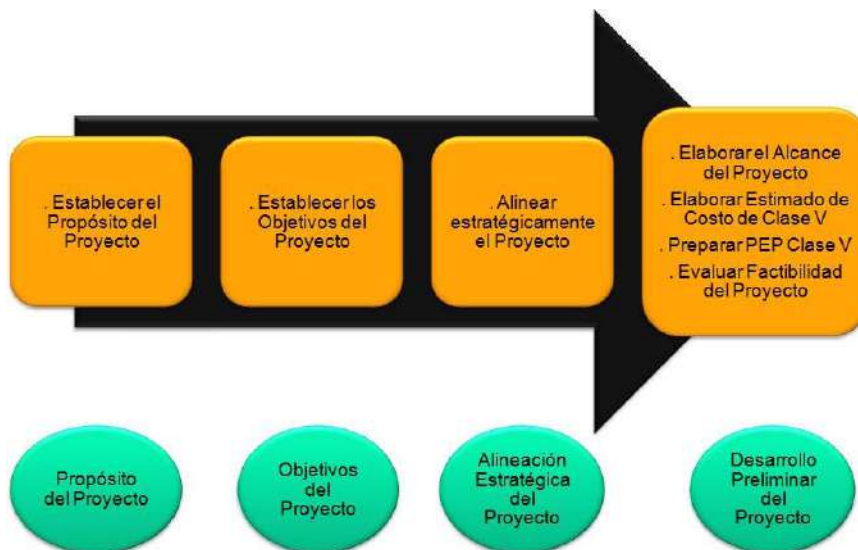 . Establecer el
Propósito del
Proyecto
. Establecer los
Objetivos del
Proyecto
. Alinear
estratégicamente
el Proyecto
. Elaborar el Alcance
del Proyecto
. Elaborar Estimado de
Costo de Clase V
. Preparar PEP Clase V
. Evaluar Factibilidad
del Proyecto
Propósito
del Proyecto
Objetivos
del
Proyecto
Alineación
Estratégica
del
Proyecto
Desarrollo
Preliminar
del
Proyecto